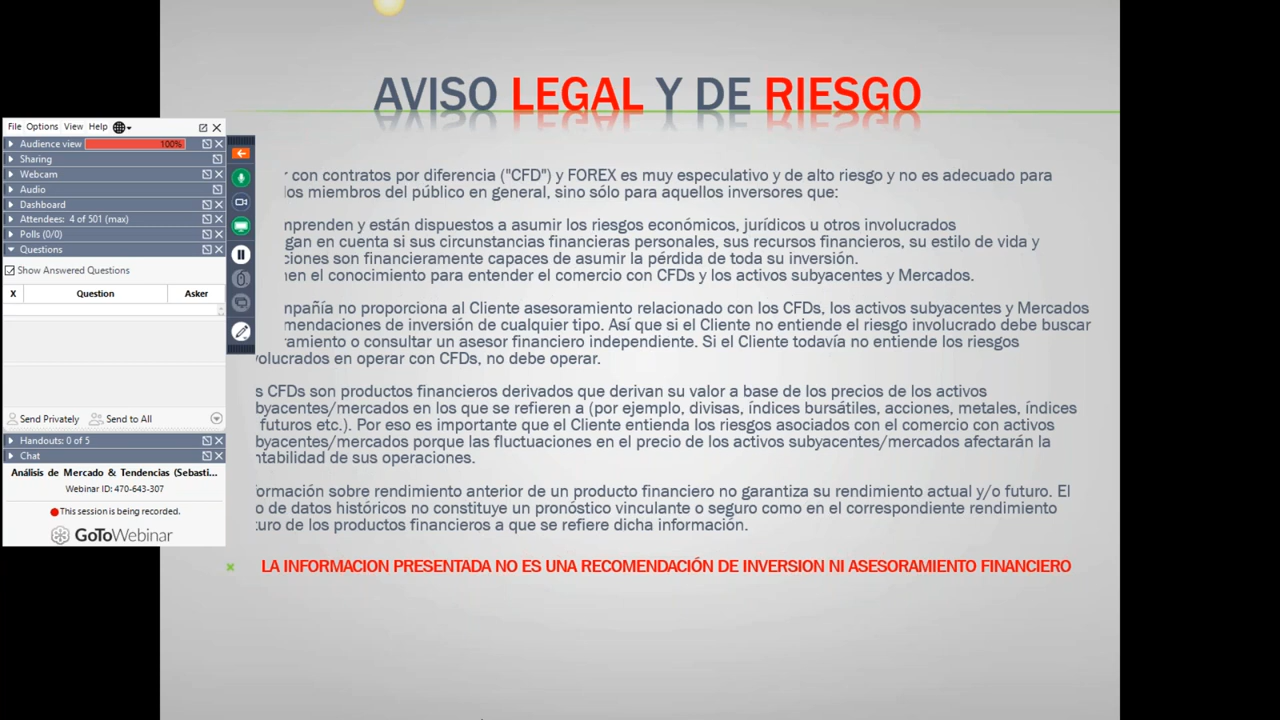 AVISO LEGAL Y DE RIESGO
File Options View Help
Audience view 100%
Sharing
Webcam
Audio
Dashboard
Attendees: 4 of 501 (max)
Polls (0/0)
Questions
Show Answered Questions
X Question Asker
Send Privately Send to All
Handouts: 0 of 5
Chat
Análisis de Mercado & Tendencias (Sebasti...
Webinar ID: 470-643-307
This session is being recorded.
GoToWebinar
con contratos por diferencia ("CFD") y FOREX es muy especulativo y de alto riesgo y no es adecuado para
los miembros del público en general, sino sólo para aquellos inversores que:
mprenden y están dispuestos a asumir los riesgos económicos, jurídicos u otros involucrados
gan en cuenta si sus circunstancias financieras personales, sus recursos financieros, su estilo de vida y
ciones son financieramente capaces de asumir la pérdida de toda su inversión.
nen el conocimiento para entender el comercio con CFDs y los activos subyacentes y Mercados.
mpañía no proporciona al Cliente asesoramiento relacionado con los CFDs, los activos subyacentes y Mercados
mendaciones de inversión de cualquier tipo. Así que si el Cliente no entiende el riesgo involucrado debe buscar
ramiento o consultar un asesor financiero independiente. Si el Cliente todavía no entiende los riesgos
volucrados en operar con CFDs, no debe operar.
s CFDs son productos financieros derivados que derivan su valor a base de los precios de los activos
byacentes/mercados en los que se refieren a (por ejemplo, divisas, índices bursátiles, acciones, metales, índices
futuros etc.). Por eso es importante que el Cliente entienda los riesgos asociados con el comercio con activos
byacentes/mercados porque las fluctuaciones en el precio de los activos subyacentes/mercados afectarán la
ntabilidad de sus operaciones.
formación sobre rendimiento anterior de un producto financiero no garantiza su rendimiento actual y/o futuro. El
o de datos históricos no constituye un pronóstico vinculante o seguro como en el correspondiente rendimiento
uro de los productos financieros a que se refiere dicha información.
LA INFORMACION PRESENTADA NO ES UNA RECOMENDACIÓN DE INVERSION NI ASESORAMIENTO FINANCIERO